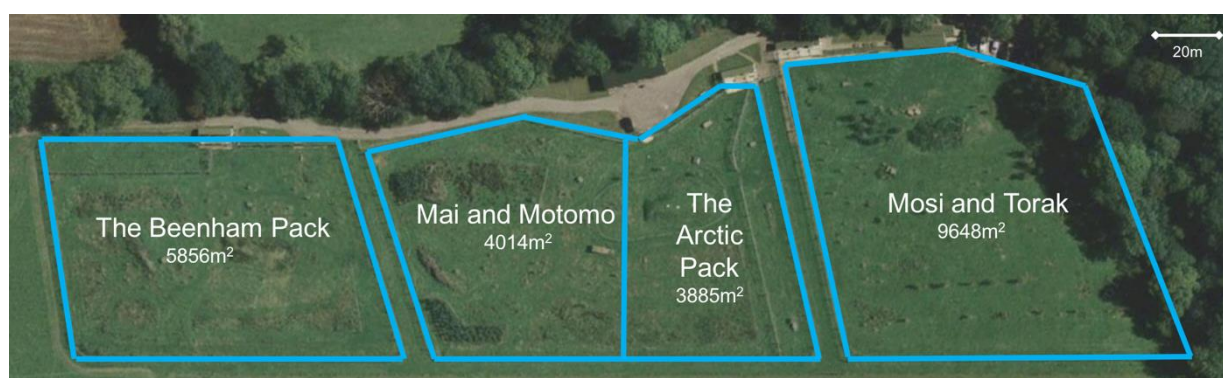 20m
The Beenham Pack
5856m²
Mai and Motomo
4014m²
The
Arctic
Pack
3885m²
Mosi and Torak
9648m²